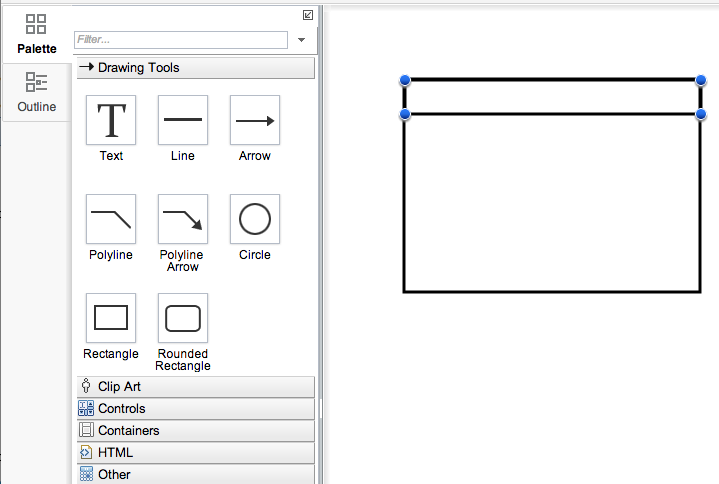 Palette
Outline
Filter...
Drawing Tools
T
Text
Line
Arrow
Polyline
Polyline
Arrow
Circle
Rectangle
Rounded
Rectangle
Clip Art
Controls
Containers
HTML
Other